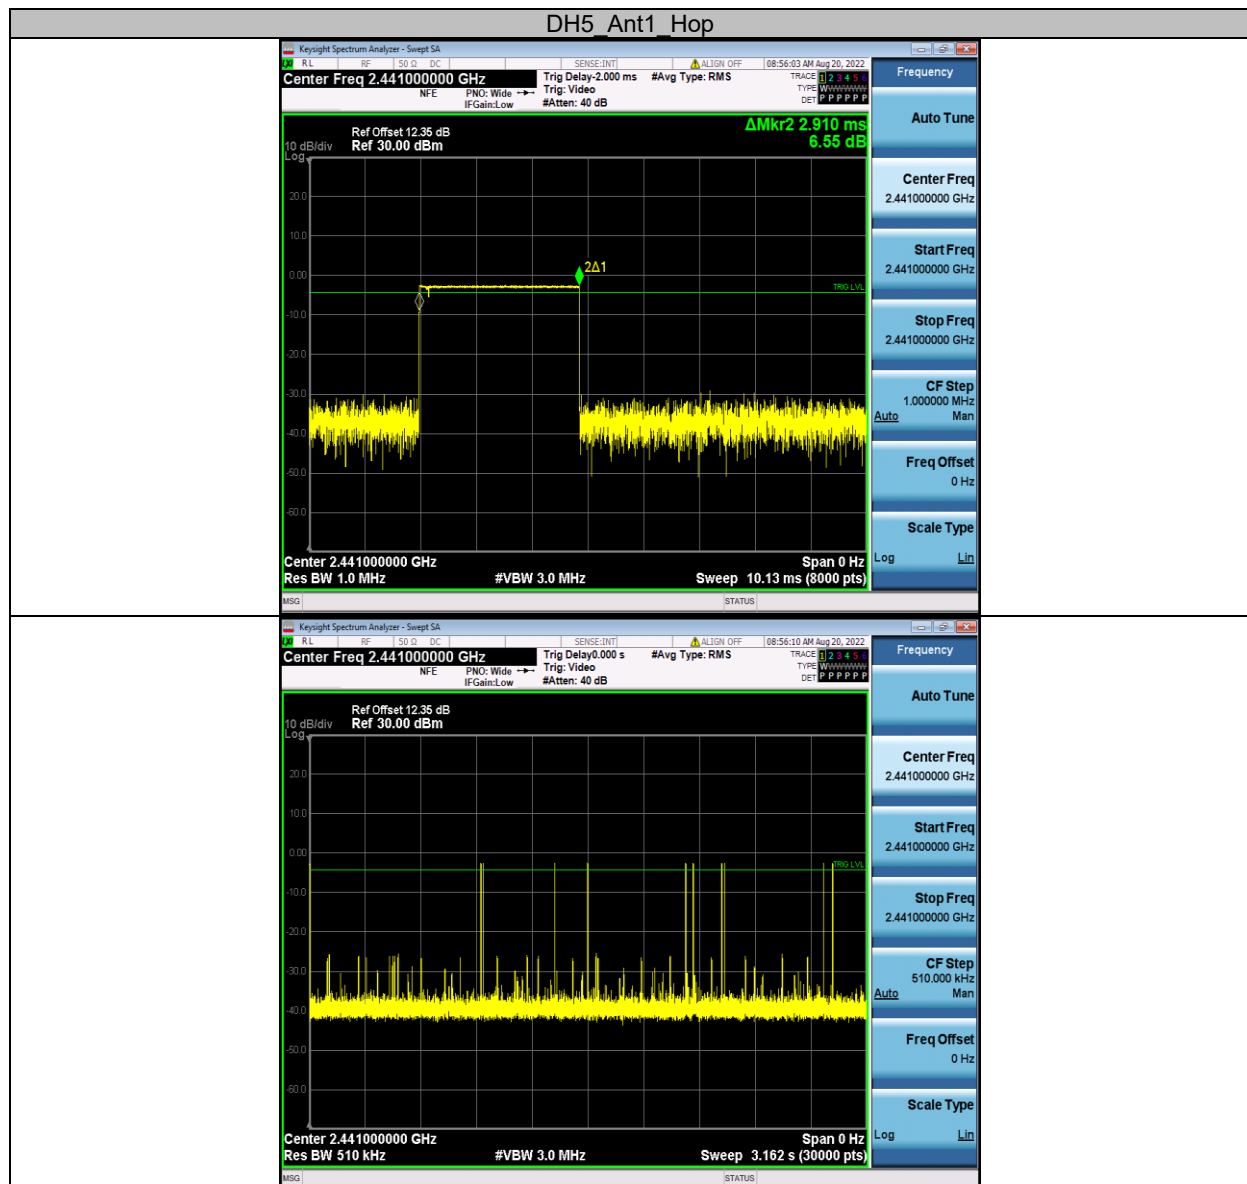 DH5_Ant1_Hop
Keysight Spectrum Analyzer - Swept SA
RL RF 50 Ω DC SENSE:INT ALIGN OFF 08:56:03 AM Aug 20, 2022
Center Freq 2.441000000 GHz Trig Delay-2.000 ms #Avg Type: RMS TRACE 1 2 3 4 5 6
NFE PNO: Wide Trig: Video TYPE W
IFGain:Low #Atten: 40 dB DET P P P P P P
Frequency
Auto Tune
ΔMkr2 2.910 ms
6.55 dB
Ref Offset 12.35 dB
10 dB/div Ref 30.00 dBm
Log
20.0
10.0
0.00
-10.0
-20.0
-30.0
-40.0
-50.0
-60.0
2Δ1
TRIG LVL
Center Freq
2.441000000 GHz
Start Freq
2.441000000 GHz
Stop Freq
2.441000000 GHz
CF Step
1.000000 MHz
Auto Man
Freq Offset
0 Hz
Scale Type
Log Lin
Center 2.441000000 GHz Span 0 Hz
Res BW 1.0 MHz #VBW 3.0 MHz Sweep 10.13 ms (8000 pts)
MSG STATUS
Keysight Spectrum Analyzer - Swept SA
RL RF 50 Ω DC SENSE:INT ALIGN OFF 08:56:10 AM Aug 20, 2022
Center Freq 2.441000000 GHz Trig Delay0.000 s #Avg Type: RMS TRACE 1 2 3 4 5 6
NFE PNO: Wide Trig: Video TYPE W
IFGain:Low #Atten: 40 dB DET P P P P P P
Frequency
Auto Tune
Ref Offset 12.35 dB
10 dB/div Ref 30.00 dBm
Log
20.0
10.0
0.00
-10.0
-20.0
-30.0
-40.0
-50.0
-60.0
TRIG LVL
Center Freq
2.441000000 GHz
Start Freq
2.441000000 GHz
Stop Freq
2.441000000 GHz
CF Step
510.000 kHz
Auto Man
Freq Offset
0 Hz
Scale Type
Log Lin
Center 2.441000000 GHz Span 0 Hz
Res BW 510 kHz #VBW 3.0 MHz Sweep 3.162 s (30000 pts)
MSG STATUS